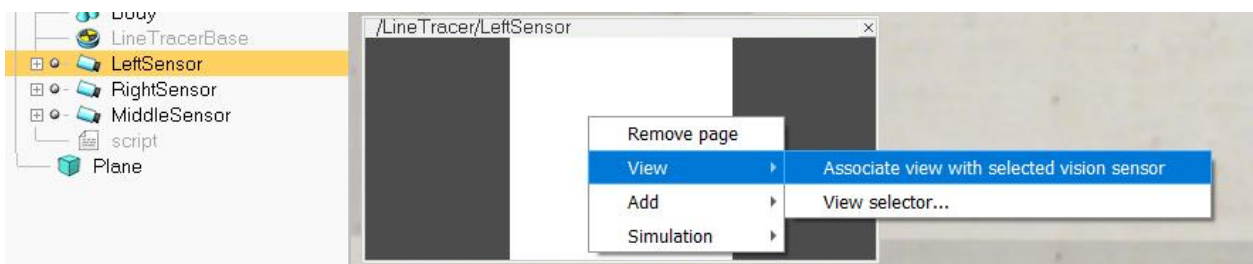 Body
LineTracerBase
LeftSensor
RightSensor
MiddleSensor
script
Plane
/LineTracer/LeftSensor
Remove page
View
Add
Simulation
Associate view with selected vision sensor
View selector...